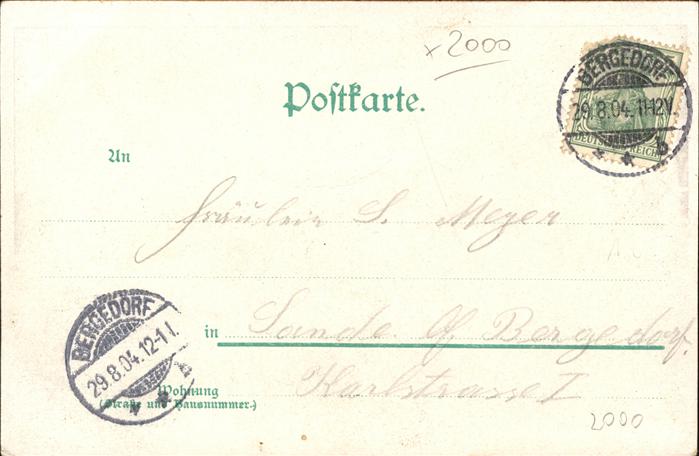 x 2000
Postkarte.
BERGEDORF
29.8.04.11-12V.
b
DEUTSCHES REICH
An
Fräulein S. Meyer
BERGEDORF
29.8.04.12-1 N.
in Sande b/ Bergedorf.
Wohnung
(Straße und Hausnummer.)
Karlstrasse I
2000